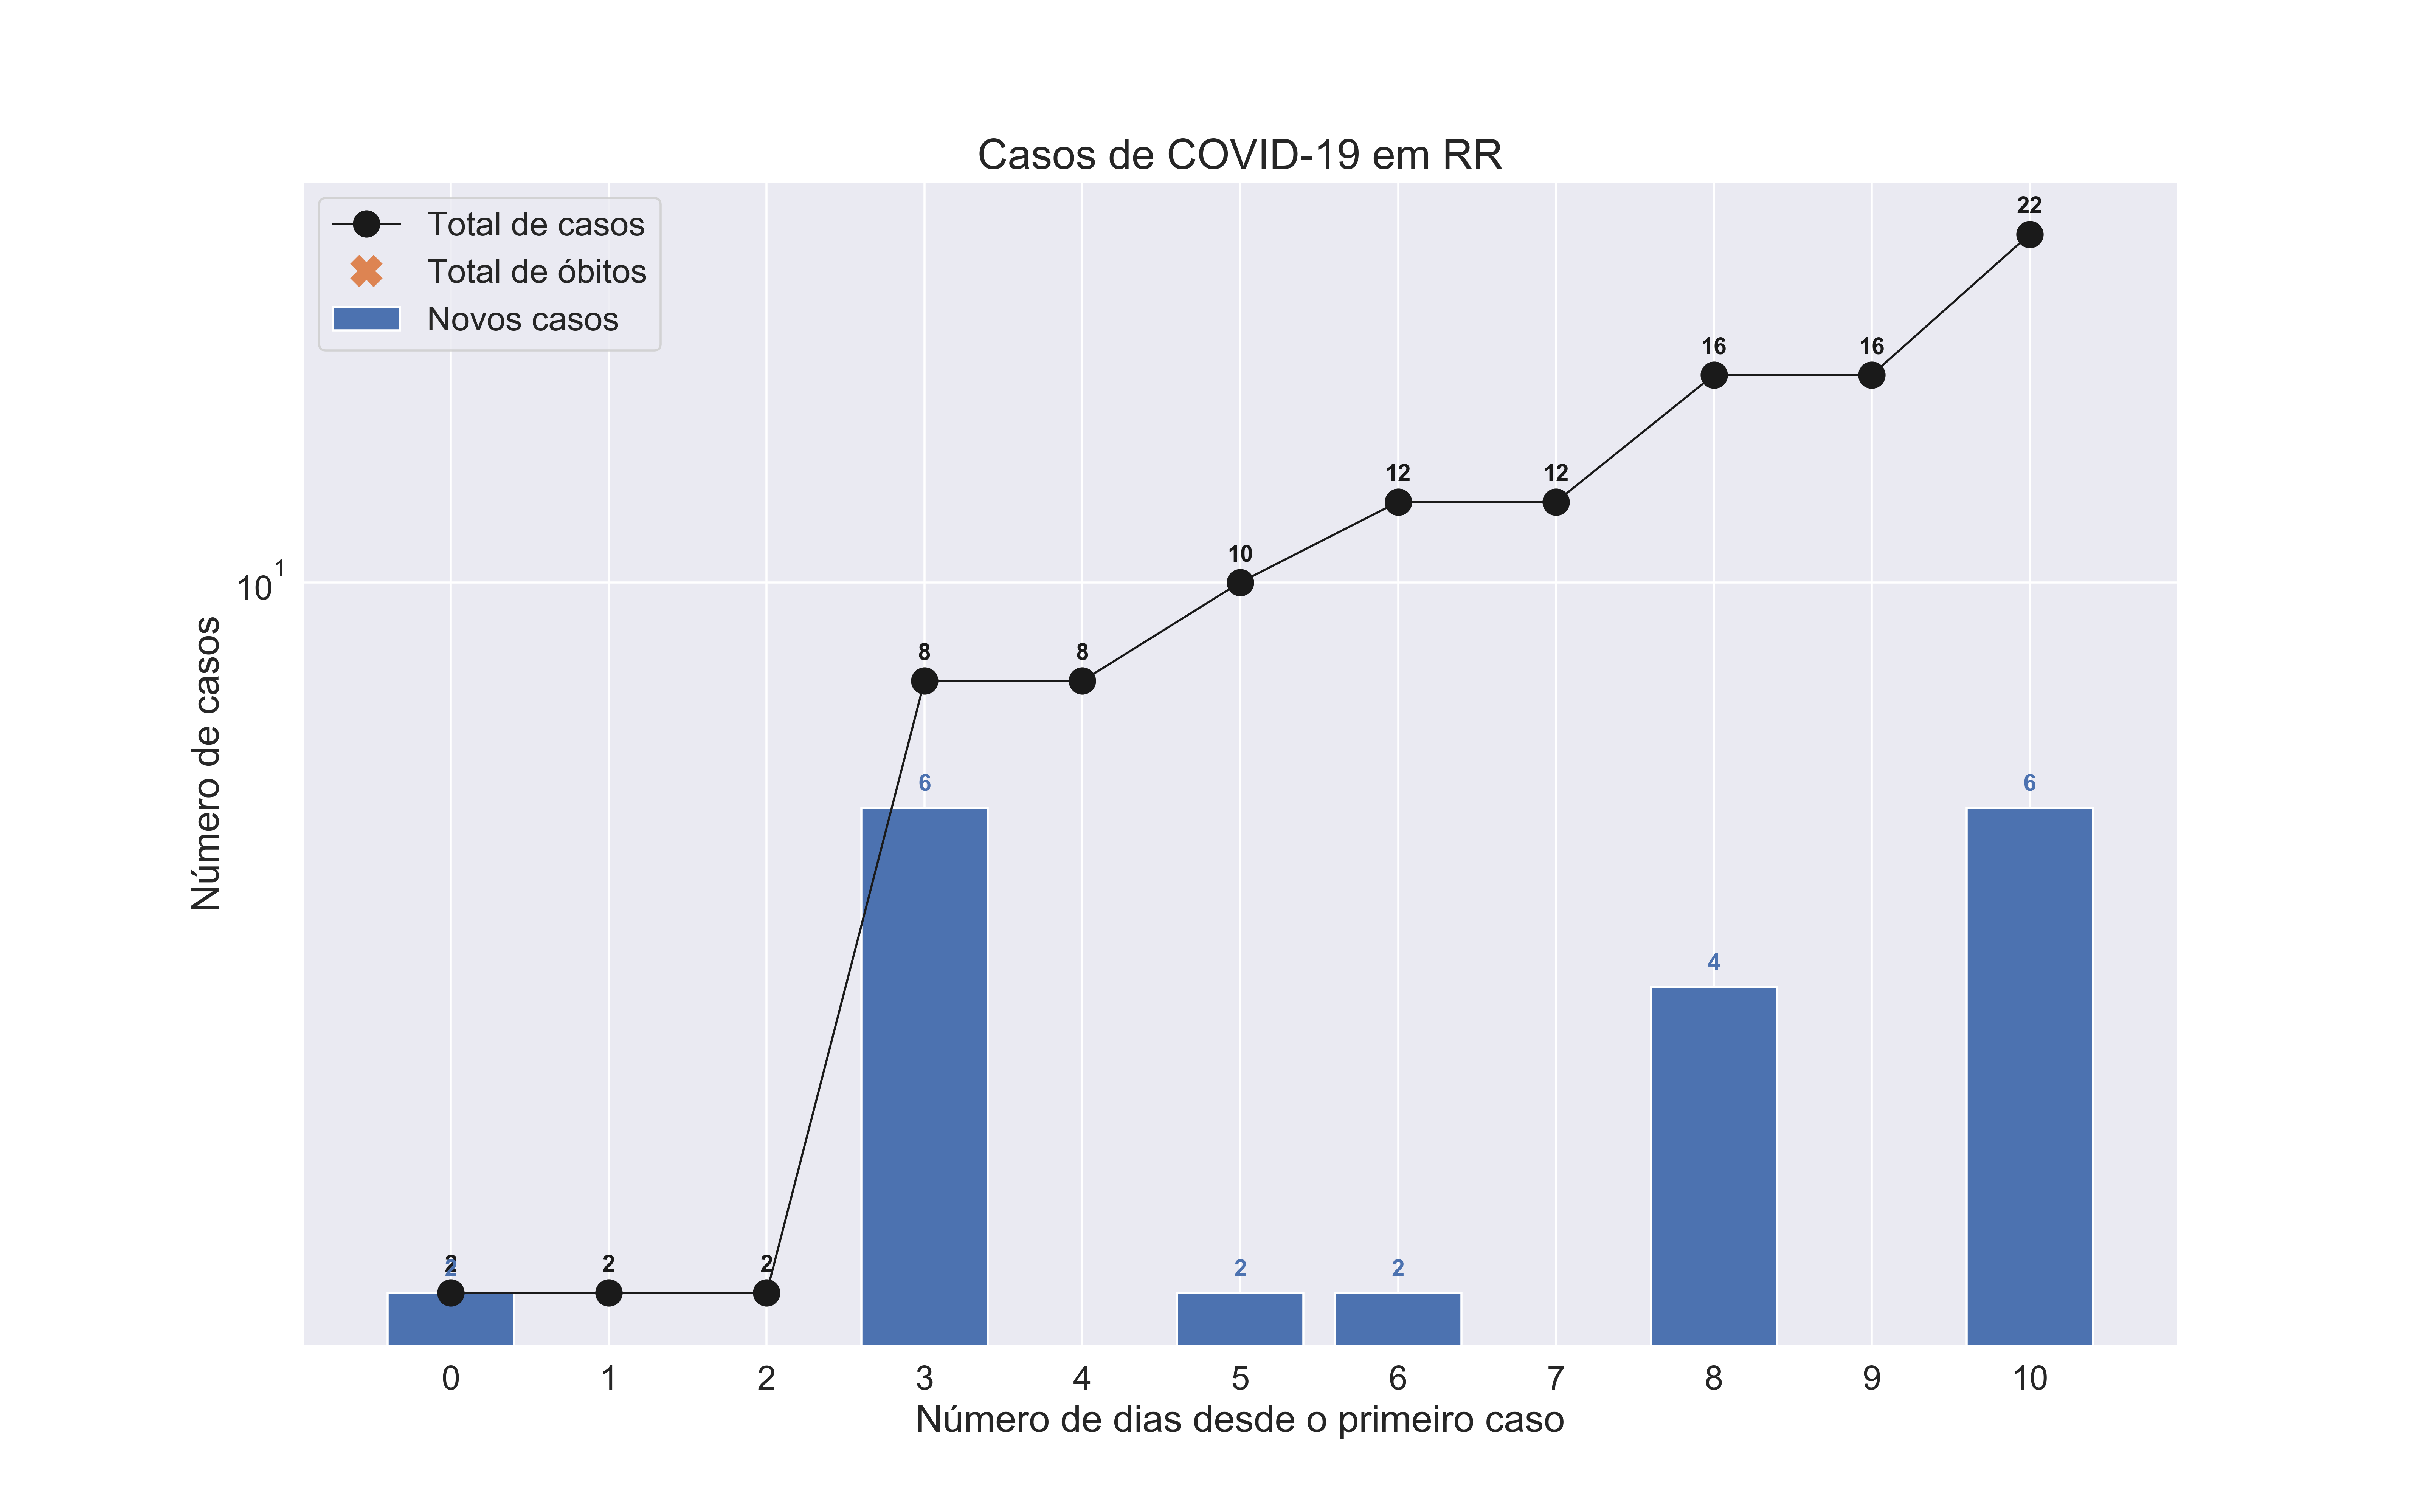 Casos de COVID-19 em RR
Total de casos
Total de óbitos
Novos casos
22
16
16
12
12
10
8
8
6
6
4
2
2
2
2
2
2
10^1
Número de casos
0 1 2 3 4 5 6 7 8 9 10
Número de dias desde o primeiro caso